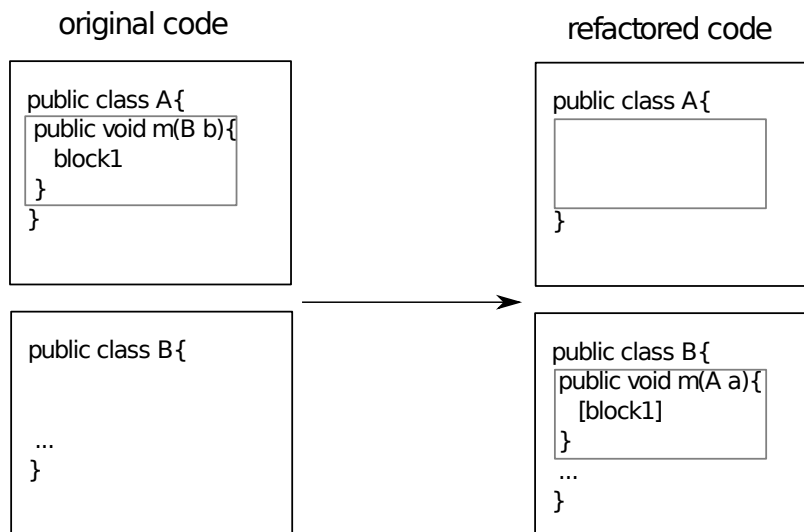 original code
public class A{
public void m(B b){
block1
}
}
public class B{
...
}
refactored code
public class A{
}
public class B{
public void m(A a){
[block1]
}
...
}